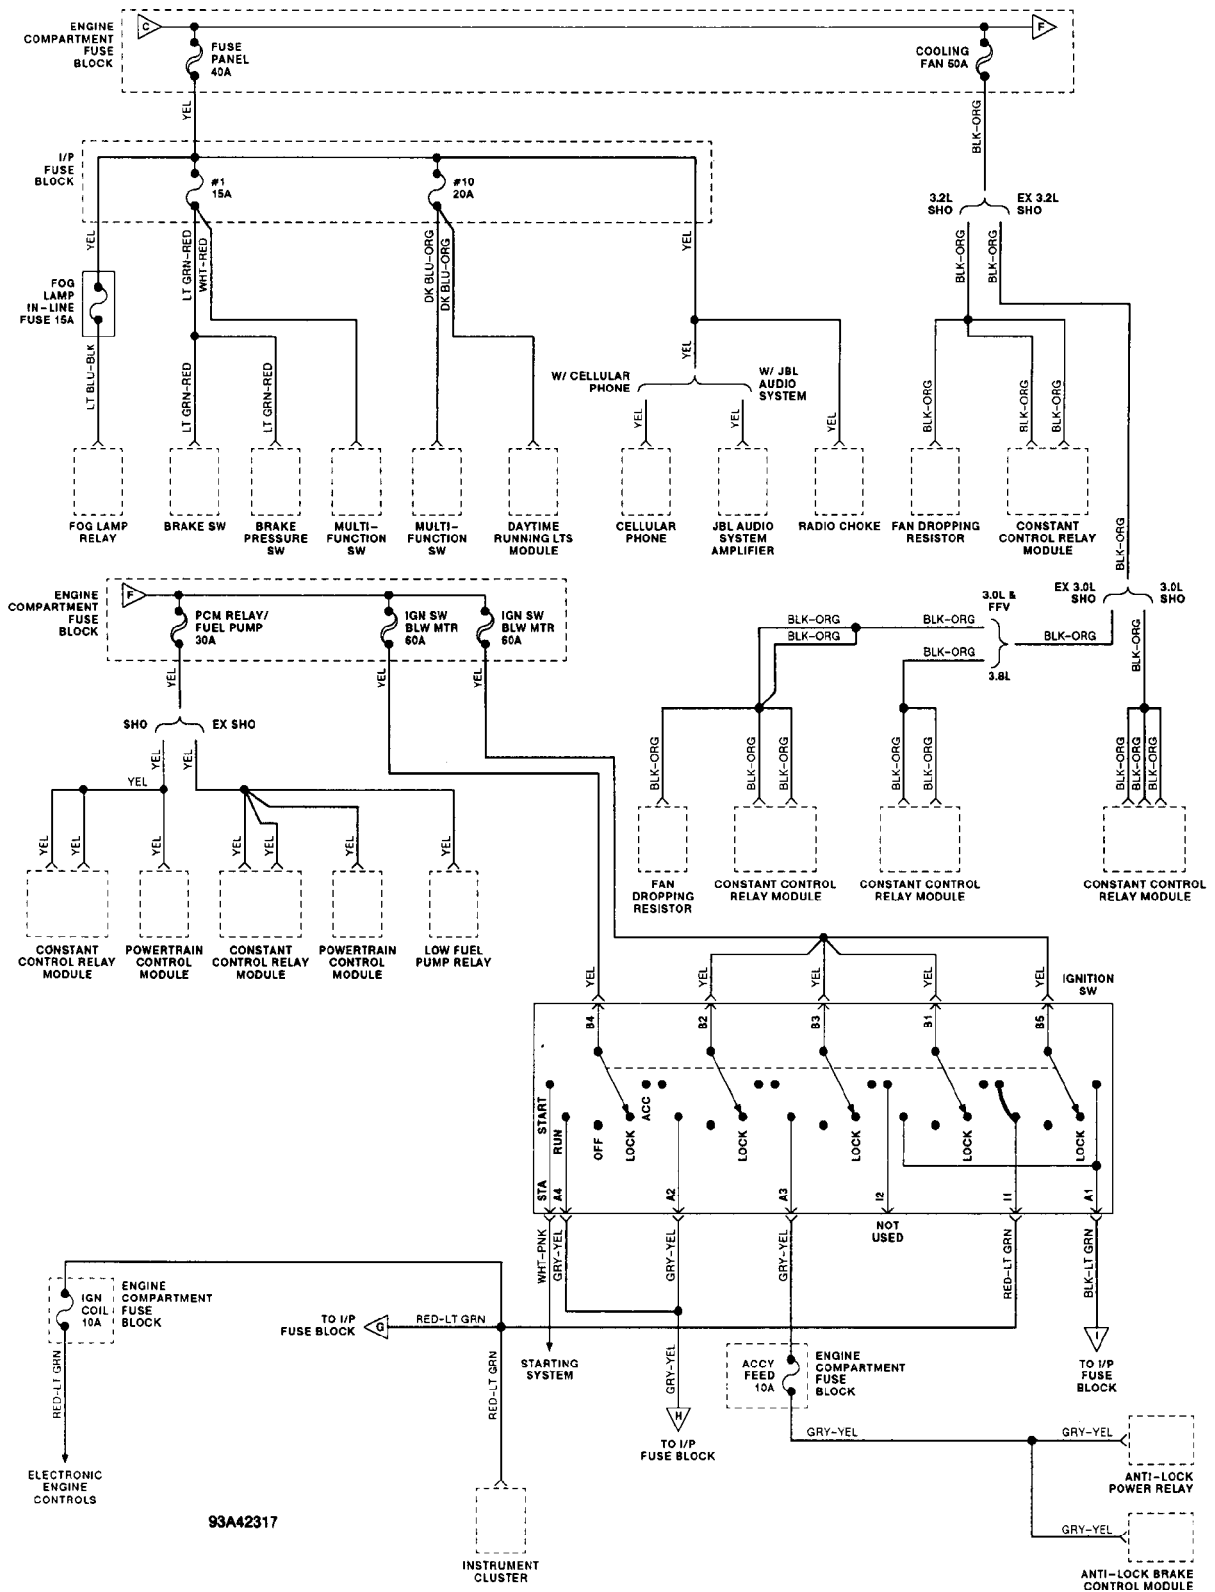 ENGINE
COMPARTMENT
FUSE
BLOCK
C
FUSE
PANEL
40A
COOLING
FAN 60A
F
YEL
BLK-ORG
I/P
FUSE
BLOCK
#1
15A
#10
20A
3.2L
SHO
EX 3.2L
SHO
YEL
LT GRN-RED
WHT-RED
DK BLU-ORG
DK BLU-ORG
YEL
BLK-ORG
BLK-ORG
FOG
LAMP
IN-LINE
FUSE 15A
LT BLU-BLK
LT GRN-RED
LT GRN-RED
YEL
W/ CELLULAR
PHONE
W/ JBL
AUDIO
SYSTEM
YEL
YEL
YEL
BLK-ORG
BLK-ORG
BLK-ORG
FOG LAMP
RELAY
BRAKE SW
BRAKE
PRESSURE
SW
MULTI-
FUNCTION
SW
MULTI-
FUNCTION
SW
DAYTIME
RUNNING LTS
MODULE
CELLULAR
PHONE
JBL AUDIO
SYSTEM
AMPLIFIER
RADIO CHOKE
FAN DROPPING
RESISTOR
CONSTANT
CONTROL RELAY
MODULE
BLK-ORG
ENGINE
COMPARTMENT
FUSE
BLOCK
F
PCM RELAY/
FUEL PUMP
30A
IGN SW
BLW MTR
60A
IGN SW
BLW MTR
60A
EX 3.0L
SHO
3.0L
SHO
3.0L &
FFV
BLK-ORG
BLK-ORG
BLK-ORG
BLK-ORG
BLK-ORG
3.8L
BLK-ORG
YEL
YEL
YEL
SHO
EX SHO
YEL
YEL
YEL
BLK-ORG
BLK-ORG
BLK-ORG
BLK-ORG
BLK-ORG
BLK-ORG
BLK-ORG
BLK-ORG
YEL
YEL
YEL
YEL
YEL
YEL
YEL
FAN
DROPPING
RESISTOR
CONSTANT CONTROL
RELAY MODULE
CONSTANT CONTROL
RELAY MODULE
CONSTANT CONTROL
RELAY MODULE
CONSTANT
CONTROL RELAY
MODULE
POWERTRAIN
CONTROL
MODULE
CONSTANT
CONTROL RELAY
MODULE
POWERTRAIN
CONTROL
MODULE
LOW FUEL
PUMP RELAY
YEL
YEL
YEL
YEL
YEL
IGNITION
SW
B4
B2
B3
B1
B5
START
RUN
OFF
LOCK
ACC
LOCK
LOCK
LOCK
LOCK
STA
A4
A2
A3
I2
I1
A1
NOT
USED
WHT-PNK
GRY-YEL
GRY-YEL
GRY-YEL
RED-LT GRN
BLK-LT GRN
IGN
COIL
10A
ENGINE
COMPARTMENT
FUSE
BLOCK
TO I/P
FUSE BLOCK
G
RED-LT GRN
STARTING
SYSTEM
GRY-YEL
ACCY
FEED
10A
ENGINE
COMPARTMENT
FUSE
BLOCK
I
TO I/P
FUSE
BLOCK
RED-LT GRN
RED-LT GRN
H
TO I/P
FUSE BLOCK
GRY-YEL
GRY-YEL
ANTI-LOCK
POWER RELAY
ELECTRONIC
ENGINE
CONTROLS
93A42317
INSTRUMENT
CLUSTER
GRY-YEL
ANTI-LOCK BRAKE
CONTROL MODULE